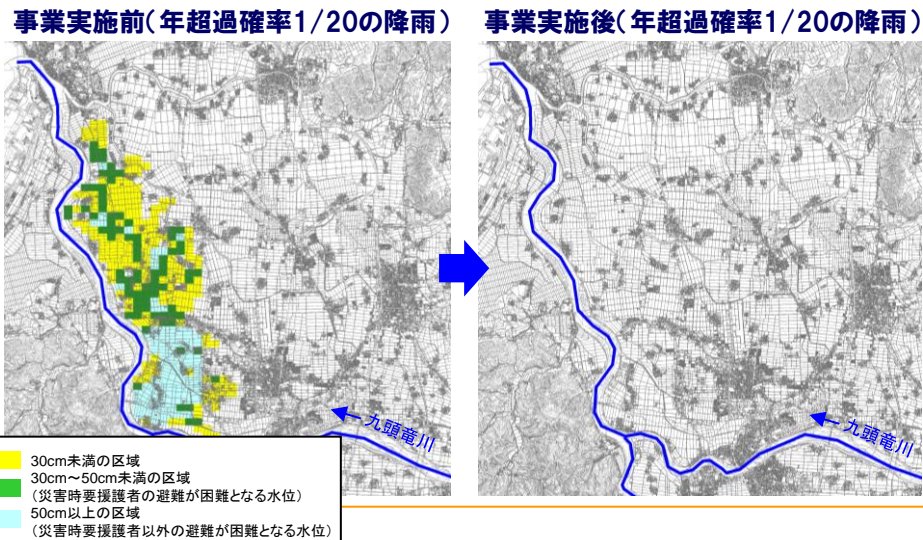 事業実施前(年超過確率1/20の降雨)
事業実施後(年超過確率1/20の降雨)
九頭竜川
九頭竜川
30cm未満の区域
30cm～50cm未満の区域
(災害時要援護者の避難が困難となる水位)
50cm以上の区域
(災害時要援護者以外の避難が困難となる水位)